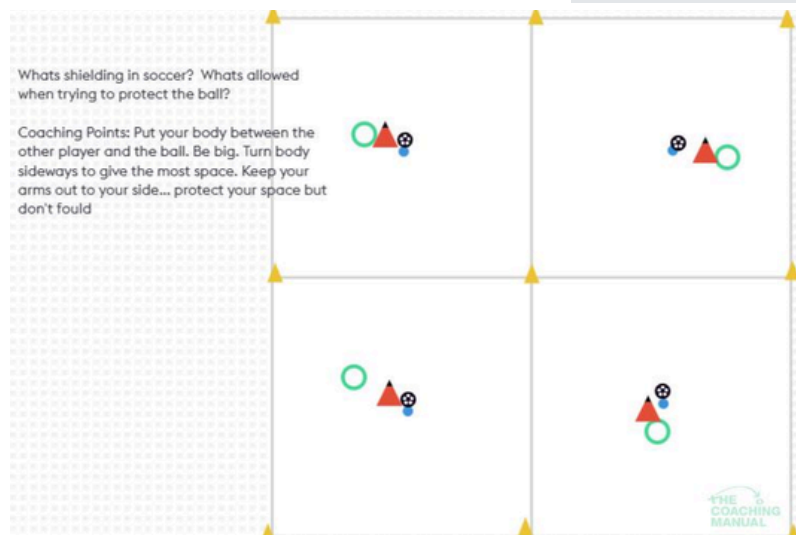 Whats shielding in soccer? Whats allowed
when trying to protect the ball?
Coaching Points: Put your body between the
other player and the ball. Be big. Turn body
sideways to give the most space. Keep your
arms out to your side... protect your space but
don't fould
THE
COACHING
MANUAL